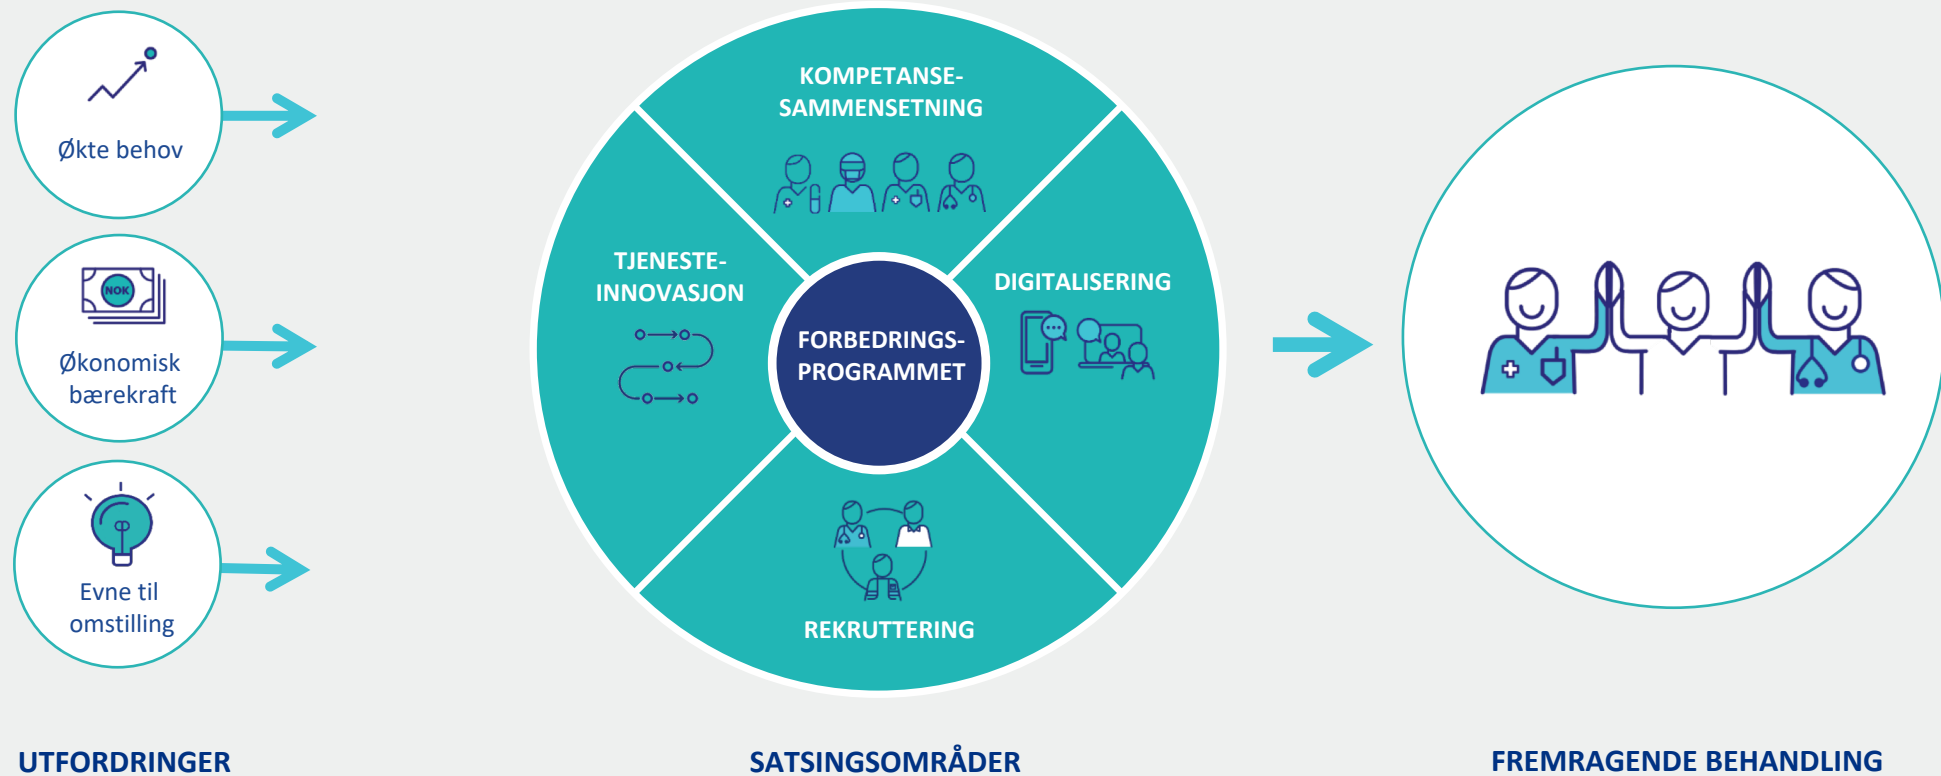 Økte behov
NOK
Økonomisk
bærekraft
Evne til
omstilling
UTFORDRINGER
KOMPETANSE-
SAMMENSETNING
TJENESTE-
INNOVASJON
DIGITALISERING
FORBEDRINGS-
PROGRAMMET
REKRUTTERING
SATSINGSOMRÅDER
FREMRAGENDE BEHANDLING